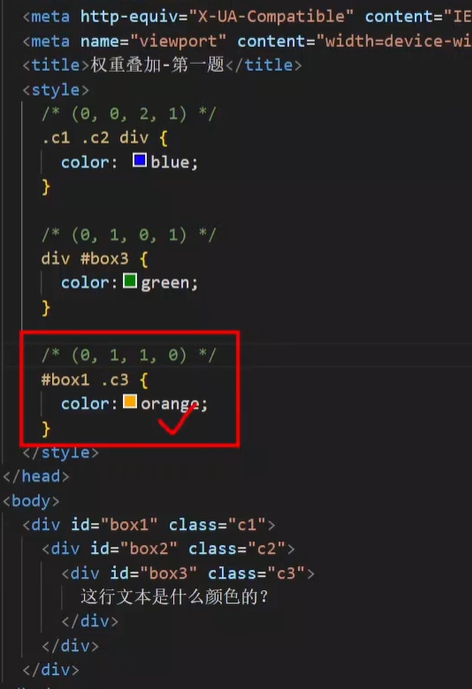 <meta http-equiv="X-UA-Compatible" content="IE
<meta name="viewport" content="width=device-wi
<title>权重叠加-第一题</title>
<style>
/* (0, 0, 2, 1) */
.c1 .c2 div {
color: blue;
}
/* (0, 1, 0, 1) */
div #box3 {
color: green;
}
/* (0, 1, 1, 0) */
#box1 .c3 {
color: orange;
}
</style>
</head>
<body>
<div id="box1" class="c1">
<div id="box2" class="c2">
<div id="box3" class="c3">
这行文本是什么颜色的?
</div>
</div>
</div>